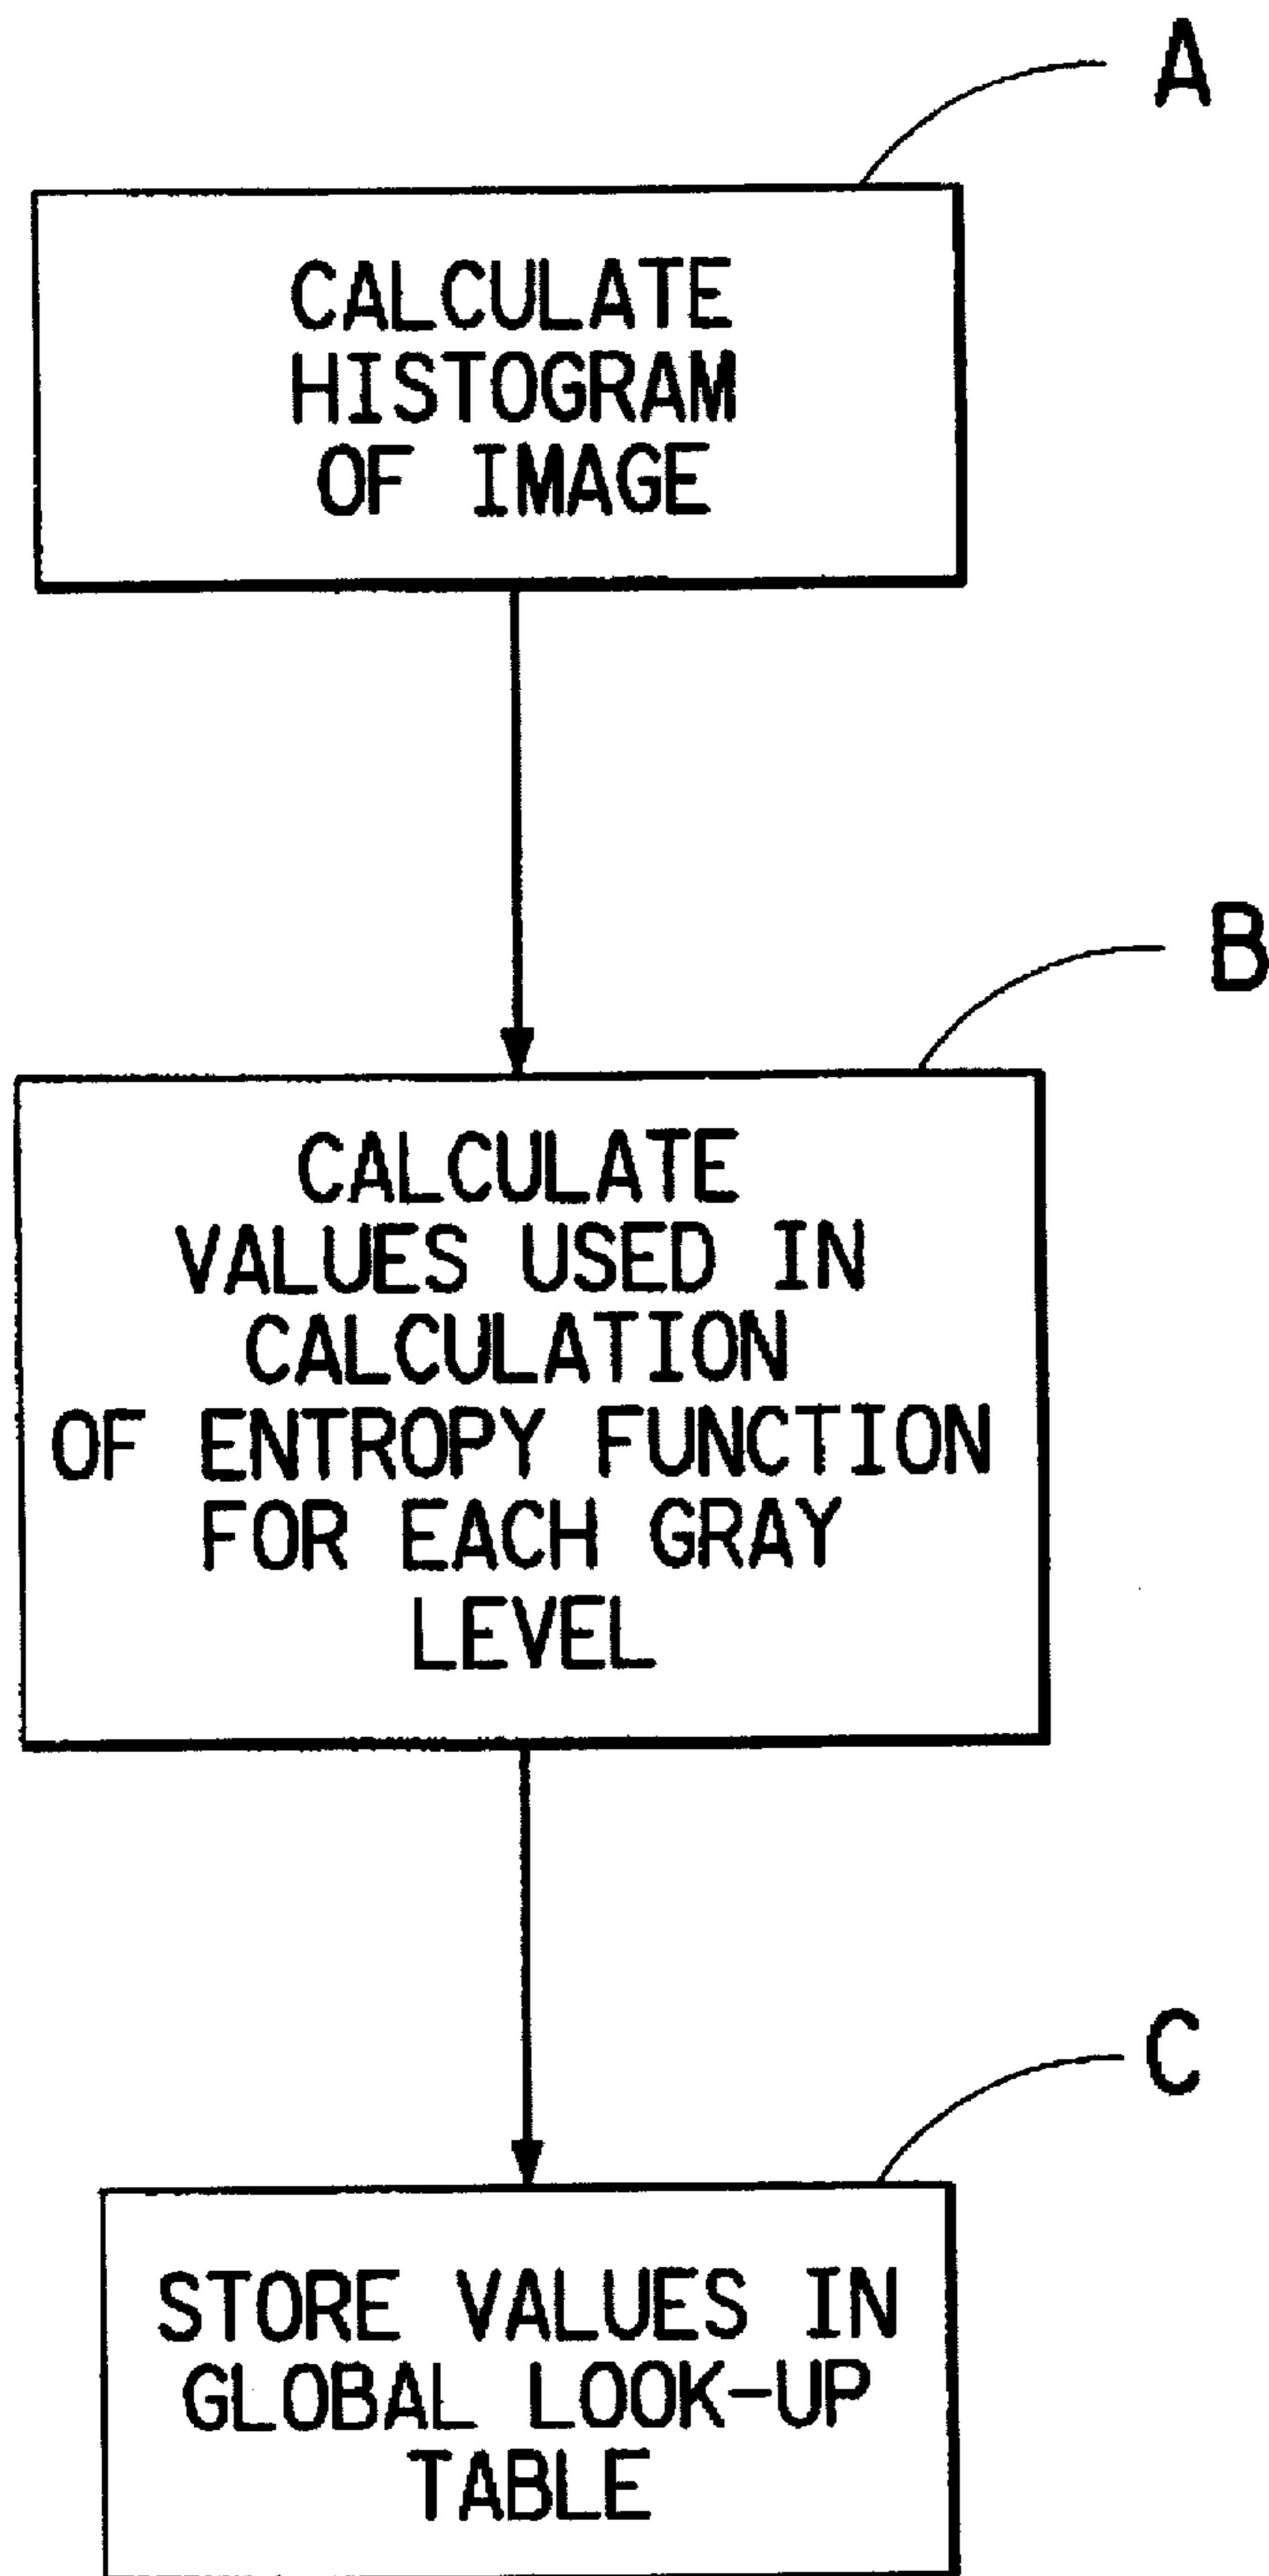 A
CALCULATE
HISTOGRAM
OF IMAGE
B
CALCULATE
VALUES USED IN
CALCULATION
OF ENTROPY FUNCTION
FOR EACH GRAY
LEVEL
C
STORE VALUES IN
GLOBAL LOOK-UP
TABLE